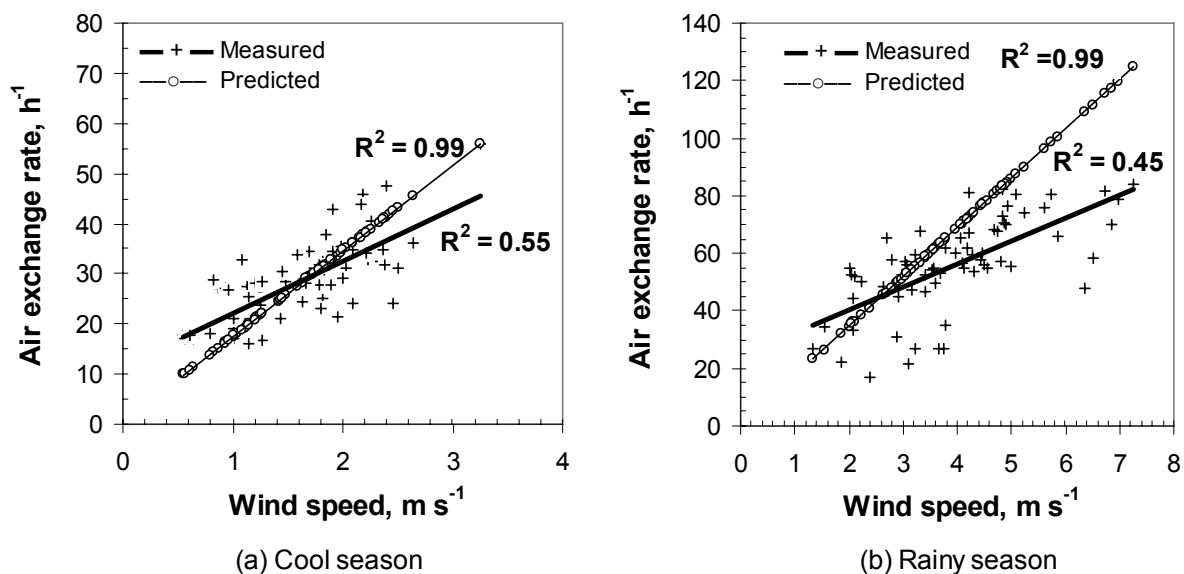 80
70
60
50
40
30
20
10
0
Air exchange rate, h-1
Measured
Predicted
R2 = 0.99
R2 = 0.55
0 1 2 3 4
Wind speed, m s-1
(a) Cool season
140
120
100
80
60
40
20
0
Air exchange rate, h-1
Measured
Predicted
R2 =0.99
R2 = 0.45
0 1 2 3 4 5 6 7 8
Wind speed, m s-1
(b) Rainy season